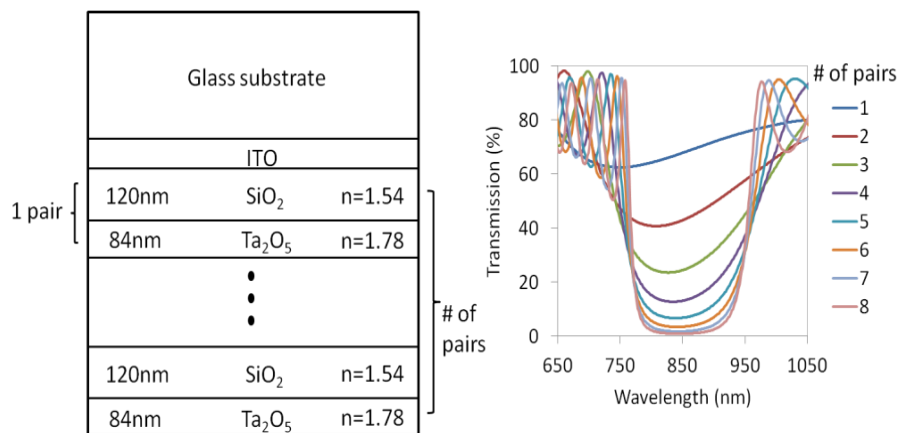 Glass substrate
ITO
1 pair
120nm SiO2 n=1.54
84nm Ta2O5 n=1.78
# of
pairs
120nm SiO2 n=1.54
84nm Ta2O5 n=1.78
Transmission (%)
100
80
60
40
20
0
650 750 850 950 1050
Wavelength (nm)
# of pairs
1
2
3
4
5
6
7
8